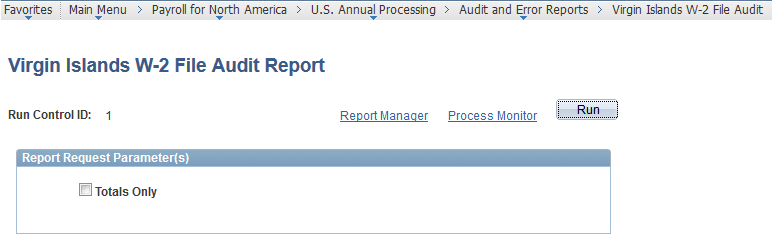 Favorites Main Menu > Payroll for North America > U.S. Annual Processing > Audit and Error Reports > Virgin Islands W-2 File Audit
Virgin Islands W-2 File Audit Report
Run Control ID: 1 Report Manager Process Monitor Run
Report Request Parameter(s)
Totals Only